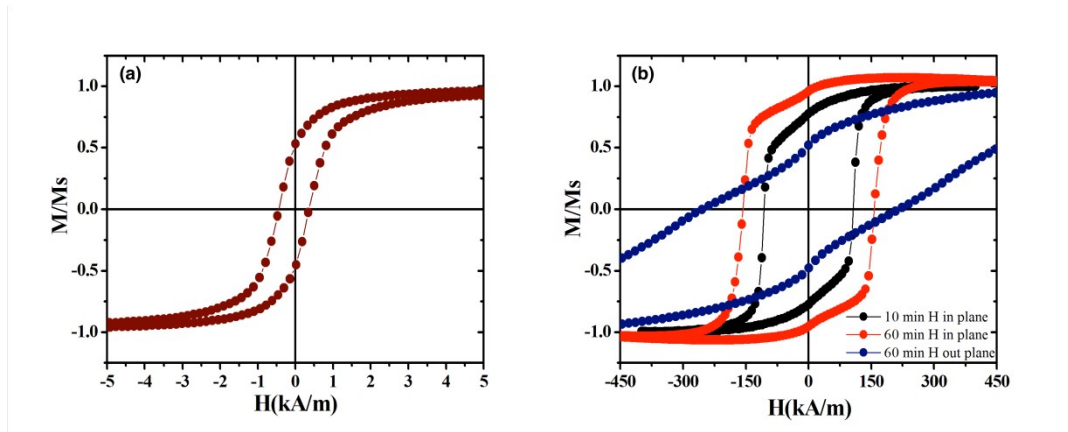 (a)
1.0
0.5
0.0
-0.5
-1.0
M/Ms
-5 -4 -3 -2 -1 0 1 2 3 4 5
H(kA/m)
(b)
1.0
0.5
0.0
-0.5
-1.0
M/Ms
10 min H in plane
60 min H in plane
60 min H out plane
-450 -300 -150 0 150 300 450
H(kA/m)